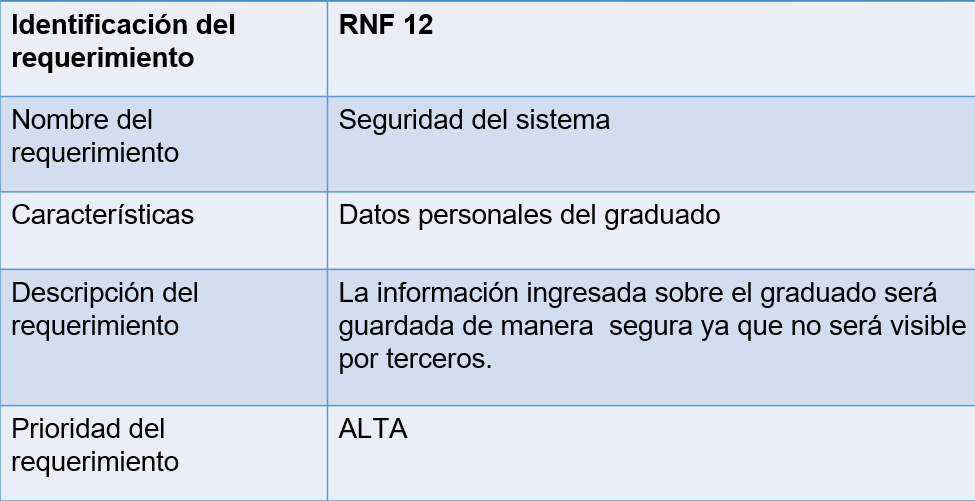 Identificación del
requerimiento
RNF 12
Nombre del
requerimiento
Seguridad del sistema
Características
Datos personales del graduado
Descripción del
requerimiento
La información ingresada sobre el graduado será
guardada de manera  segura ya que no será visible
por terceros.
Prioridad del
requerimiento
ALTA